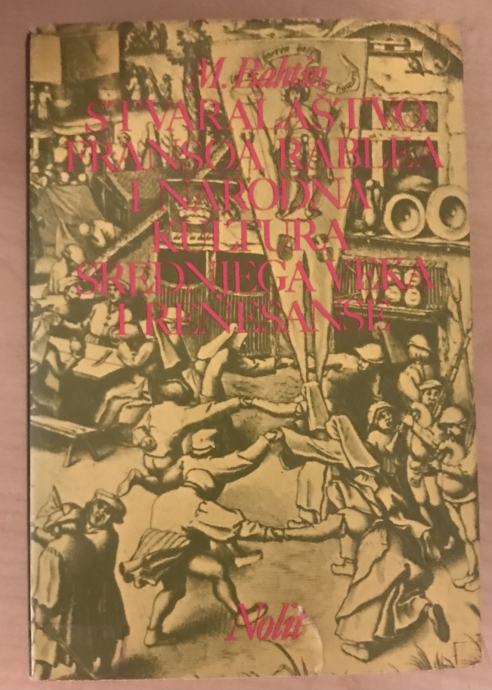 M. Bahtin
STVARALAŠTVO
FRANSOA RABLEA
I NARODNA
KULTURA
SREDNJEGA VEKA
I RENESANSE
Nolit